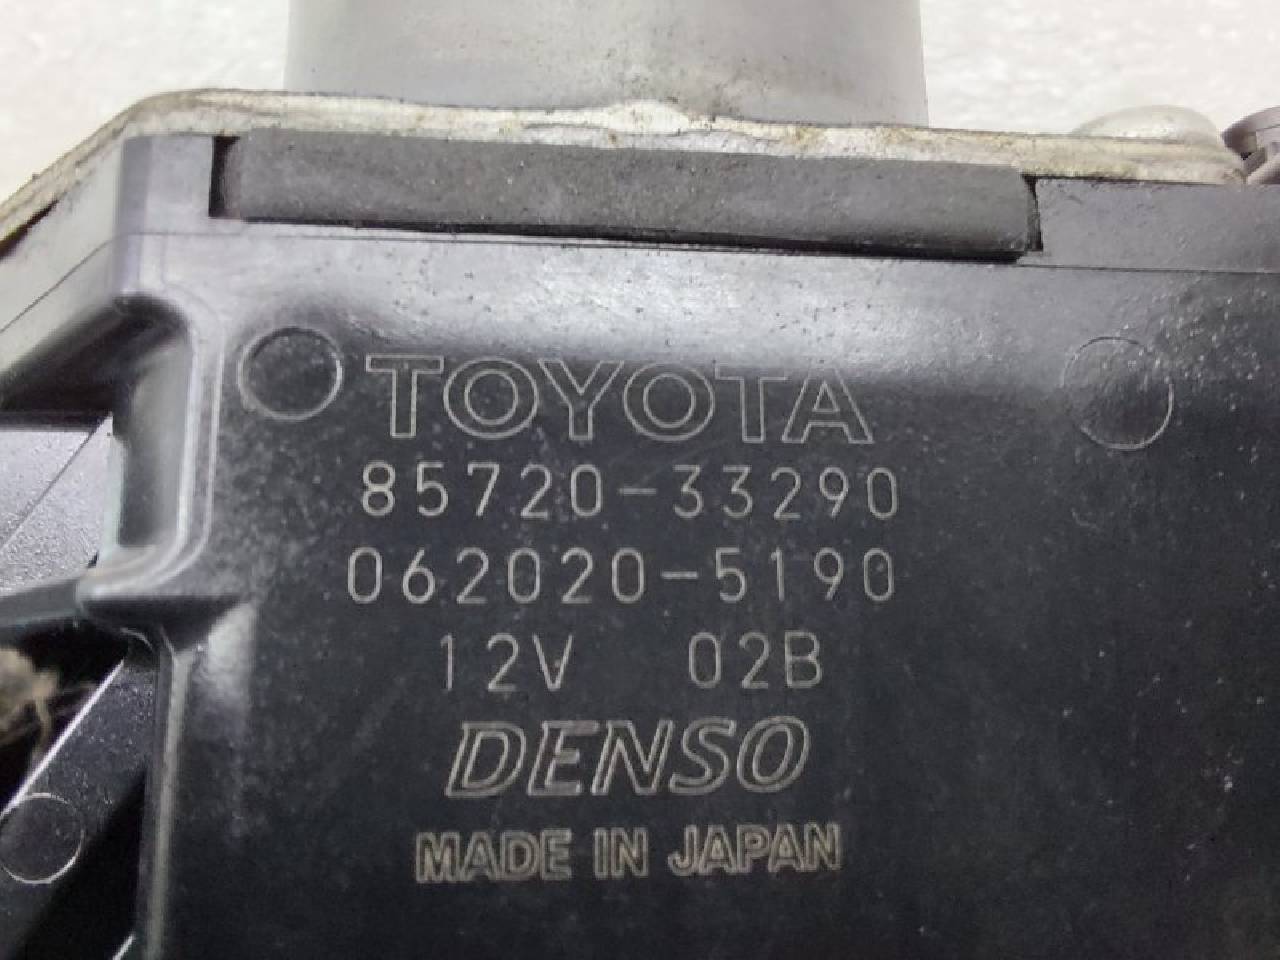 TOYOTA
85720-33290
062020-5190
12V 02B
DENSO
MADE IN JAPAN